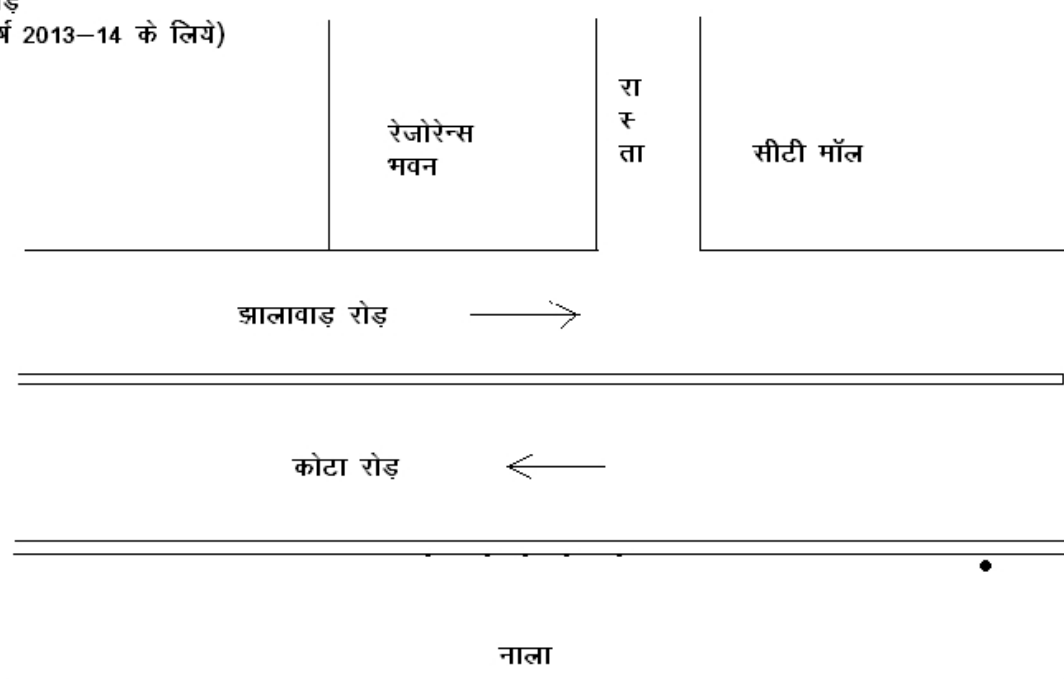 2013–14 के लिये)
रेजोरेन्स
भवन
रा
स्
ता
सीटी मॉल
झालावाड़ रोड़
कोटा रोड़
नाला